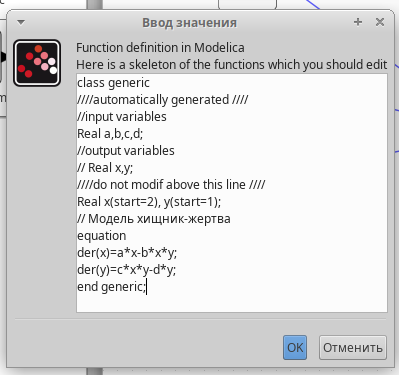 Ввод значения
Function definition in Modelica
Here is a skeleton of the functions which you should edit
class generic
////automatically generated ////
//input variables
Real a,b,c,d;
//output variables
// Real x,y;
////do not modif above this line ////
Real x(start=2), y(start=1);
// Модель хищник-жертва
equation
der(x)=a*x-b*x*y;
der(y)=c*x*y-d*y;
end generic;
OK
Отменить